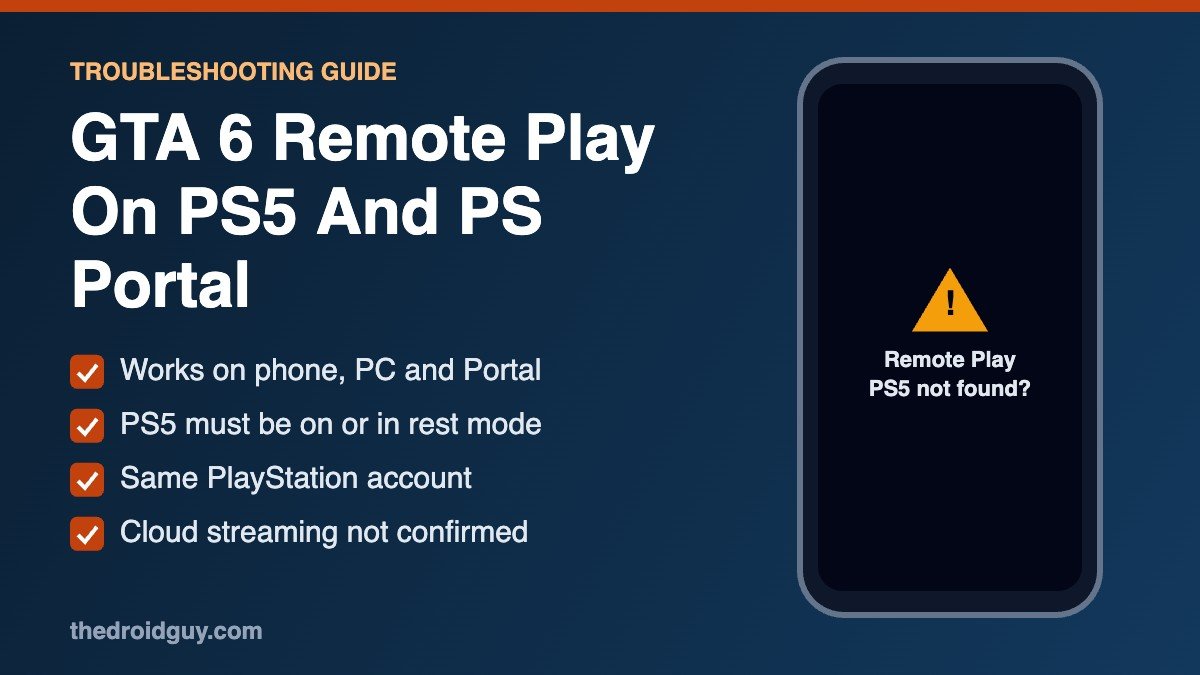 TROUBLESHOOTING GUIDE
GTA 6 Remote Play
On PS5 And PS
Portal
Works on phone, PC and Portal
PS5 must be on or in rest mode
Same PlayStation account
Cloud streaming not confirmed
thedroidguy.com
!
Remote Play
PS5 not found?